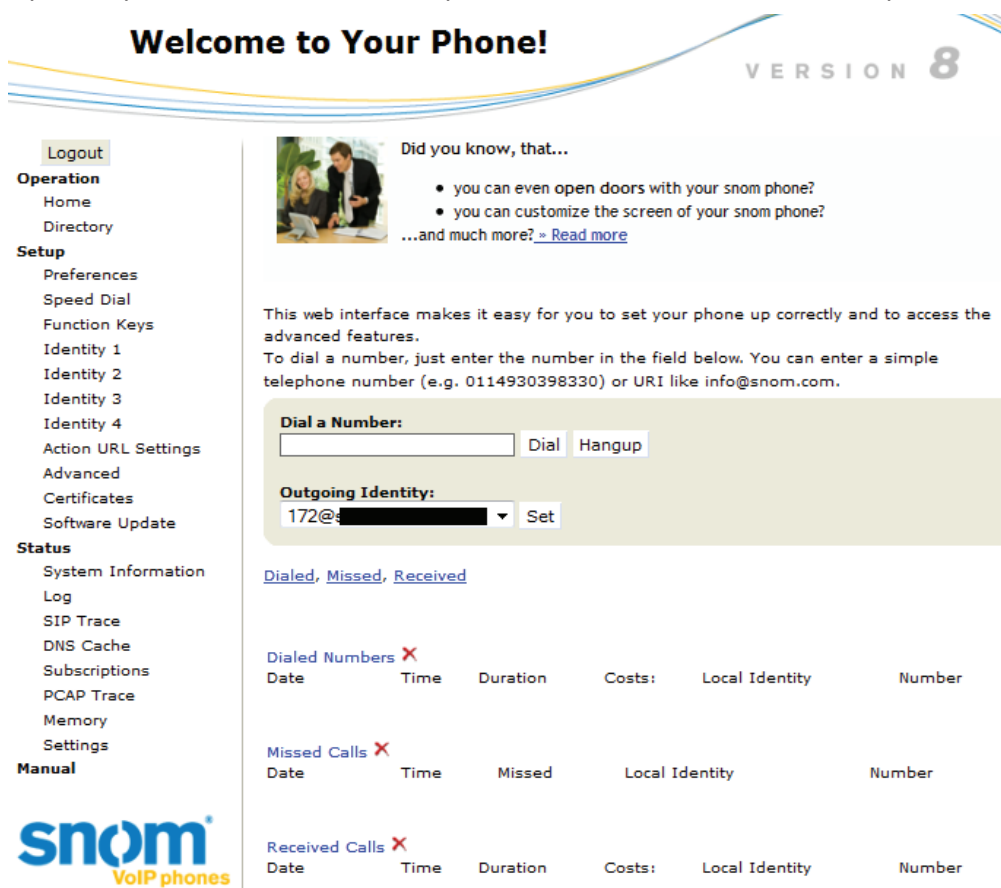 Welcome to Your Phone!
VERSION 8
Logout
Operation
Home
Directory
Setup
Preferences
Speed Dial
Function Keys
Identity 1
Identity 2
Identity 3
Identity 4
Action URL Settings
Advanced
Certificates
Software Update
Status
System Information
Log
SIP Trace
DNS Cache
Subscriptions
PCAP Trace
Memory
Settings
Manual
snom
VoIP phones
Did you know, that...
• you can even open doors with your snom phone?
• you can customize the screen of your snom phone?
...and much more? » Read more
This web interface makes it easy for you to set your phone up correctly and to access the
advanced features.
To dial a number, just enter the number in the field below. You can enter a simple
telephone number (e.g. 0114930398330) or URI like info@snom.com.
Dial a Number:
Dial Hangup
Outgoing Identity:
172@ Set
Dialed, Missed, Received
Dialed Numbers
Date Time Duration Costs: Local Identity Number
Missed Calls
Date Time Missed Local Identity Number
Received Calls
Date Time Duration Costs: Local Identity Number